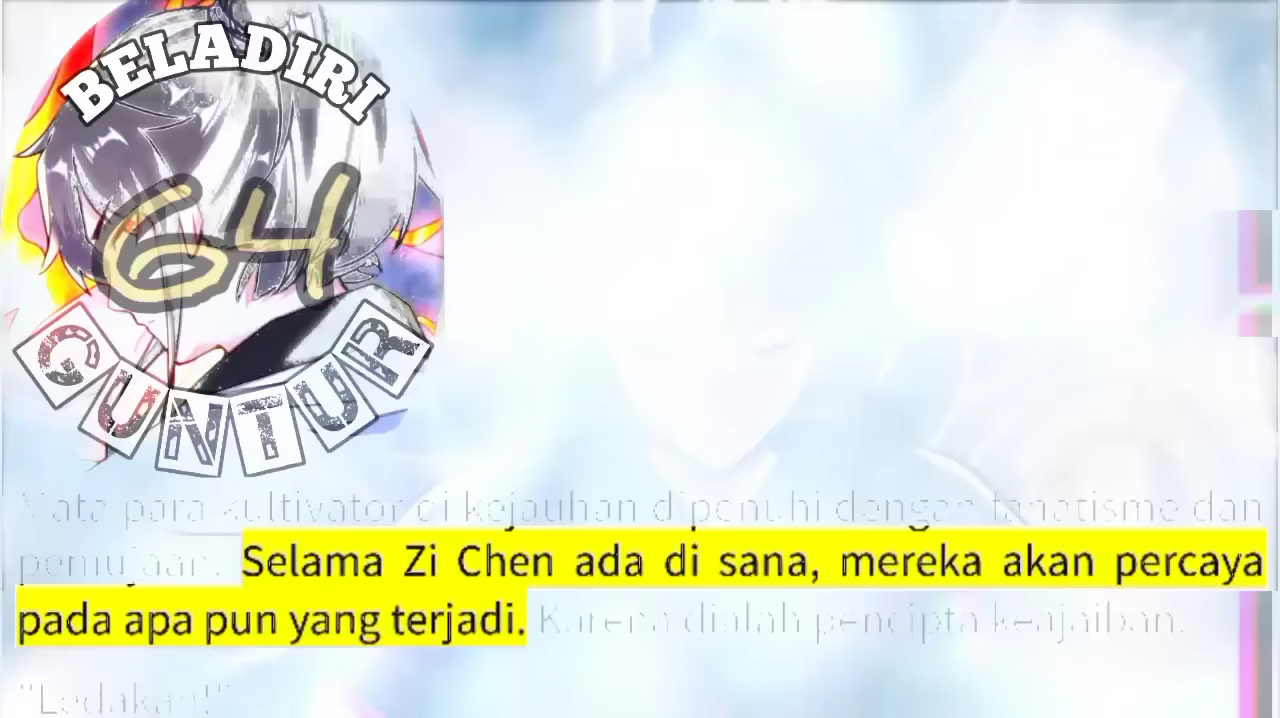 BELADIRI
64
GUNTUR
Mata para kultivator di kejauhan dipenuhi dengan fanatisme dan
pemujaan. Selama Zi Chen ada di sana, mereka akan percaya
pada apa pun yang terjadi. Karena dialah pencipta keajaiban.
"Ledakan!"